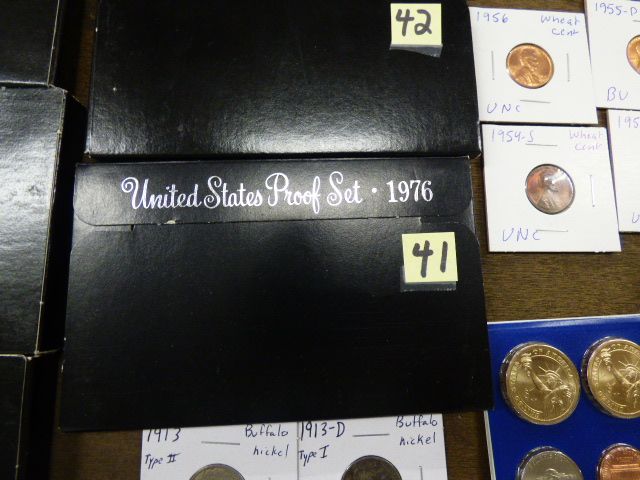 42
1956 Wheat Cent
UNC
1955-D
BU
1954-S Wheat Cent
UNC
195
United States Proof Set · 1976
41
1913 Buffalo nickel
Type II
1913-D Buffalo nickel
Type I